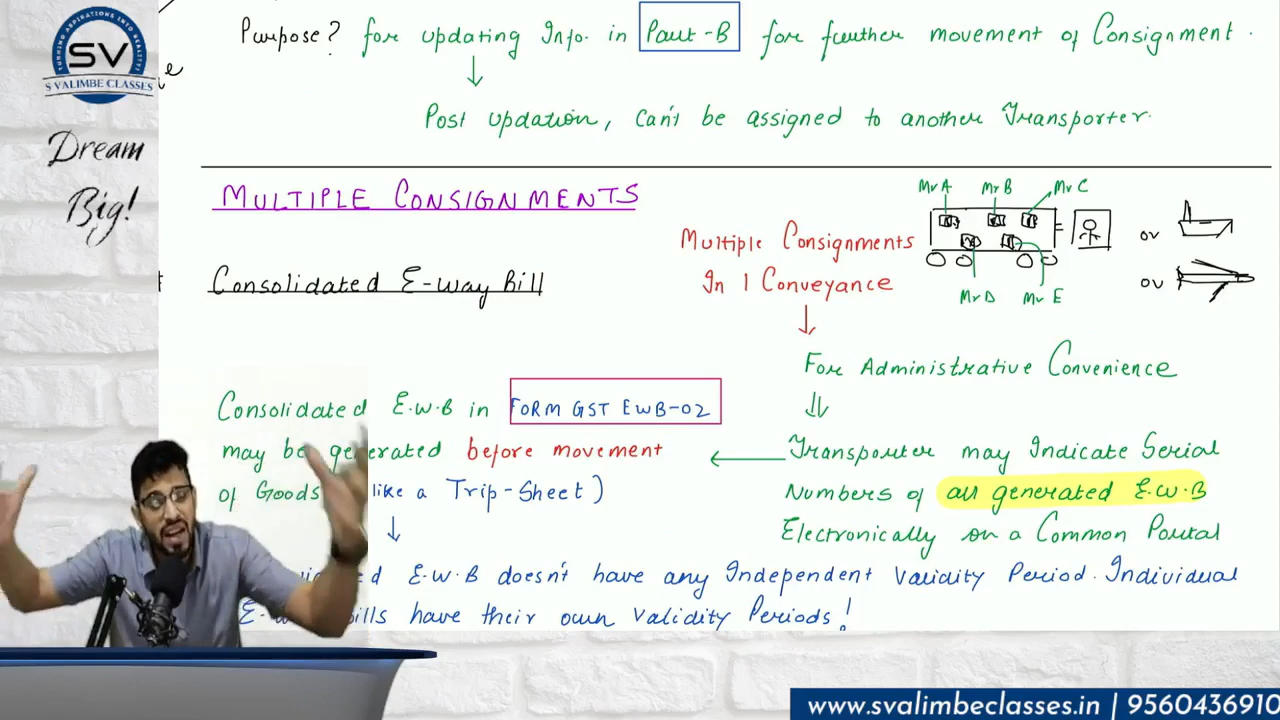 TURNING ASPIRATIONS INTO REALITY
SV
S VALIMBE CLASSES
Dream
Big!
Purpose? for updating Info. in Part-B for further movement of Consignment.
Post updation, can't be assigned to another Transporter.
MULTIPLE CONSIGNMENTS
Mr A Mr B Mr C
Multiple Consignments
In 1 Conveyance
or
or
Mr D Mr E
Consolidated E-Way Bill
For Administrative Convenience
Consolidated E.W.B in FORM GST EWB-02
may be generated before movement
of Goods like a Trip-Sheet)
Transporter may Indicate Serial
Numbers of all generated E.W.B
Electronically on a Common Portal
E.W.B doesn't have any Independent Validity Period. Individual
have their own Validity Periods!
www.svalimbeclasses.in | 9560436910